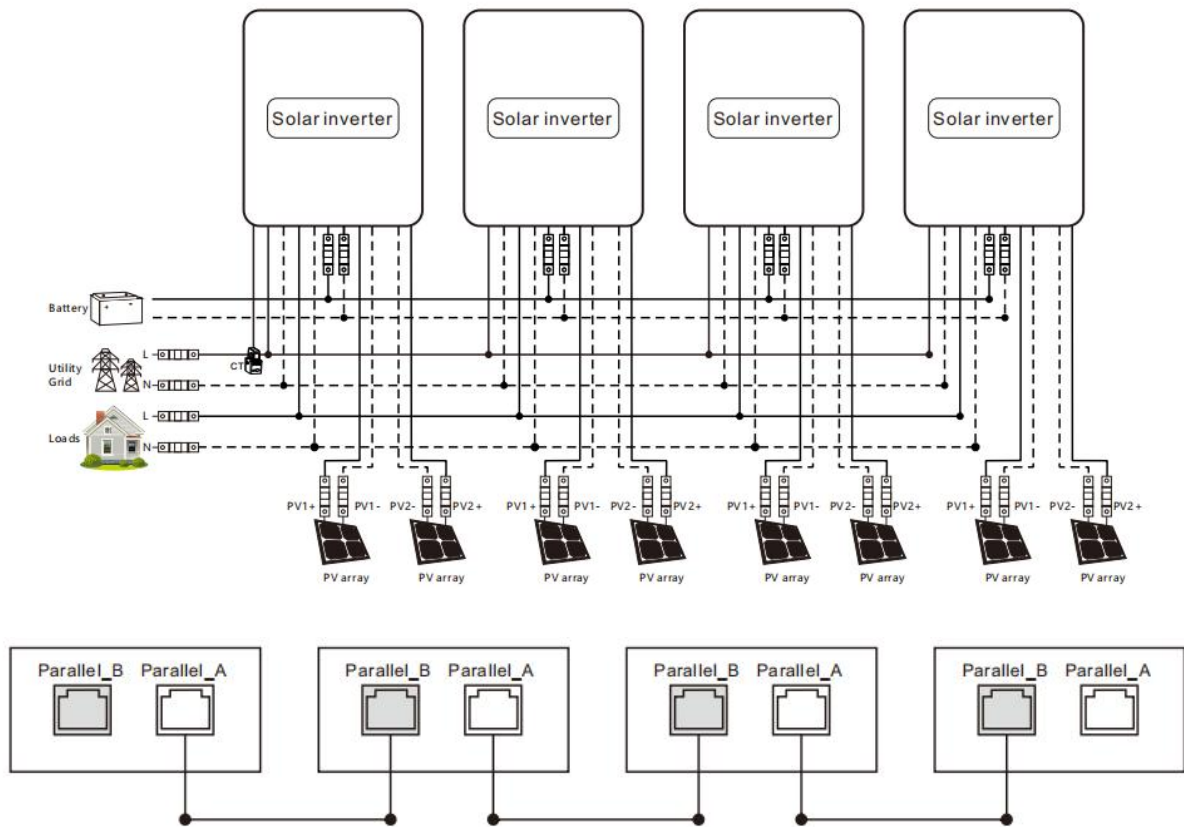 Solar inverter
Solar inverter
Solar inverter
Solar inverter
Battery
Utility
Grid
L
CT
N
Loads
L
N
PV1+
PV1-
PV2-
PV2+
PV1+
PV1-
PV2-
PV2+
PV1+
PV1-
PV2-
PV2+
PV1+
PV1-
PV2-
PV2+
PV array
PV array
PV array
PV array
PV array
PV array
PV array
PV array
Parallel_B
Parallel_A
Parallel_B
Parallel_A
Parallel_B
Parallel_A
Parallel_B
Parallel_A